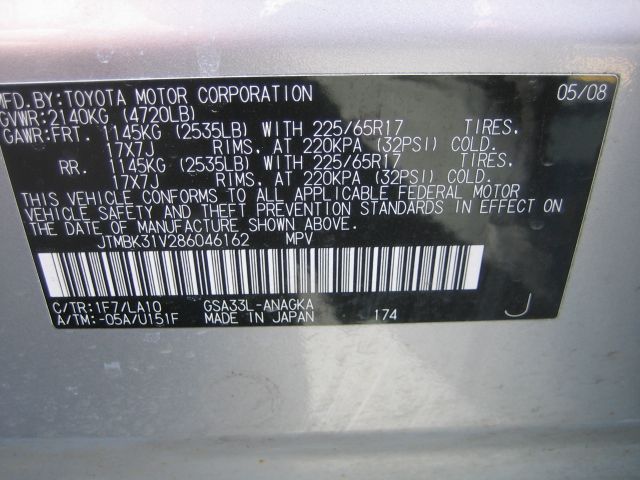 MFD.BY:TOYOTA MOTOR CORPORATION 05/08
GVWR:2140KG (4720LB)
GAWR:FRT. 1145KG (2535LB) WITH 225/65R17 TIRES,
17X7J RIMS, AT 220KPA (32PSI) COLD.
RR. 1145KG (2535LB) WITH 225/65R17 TIRES,
17X7J RIMS, AT 220KPA (32PSI) COLD.
THIS VEHICLE CONFORMS TO ALL APPLICABLE FEDERAL MOTOR
VEHICLE SAFETY AND THEFT PREVENTION STANDARDS IN EFFECT ON
THE DATE OF MANUFACTURE SHOWN ABOVE.
JTMBK31V286046162 MPV
C/TR:1F7/LA10 GSA33L-ANAGKA
A/TM:-05A/U151F MADE IN JAPAN 174 J